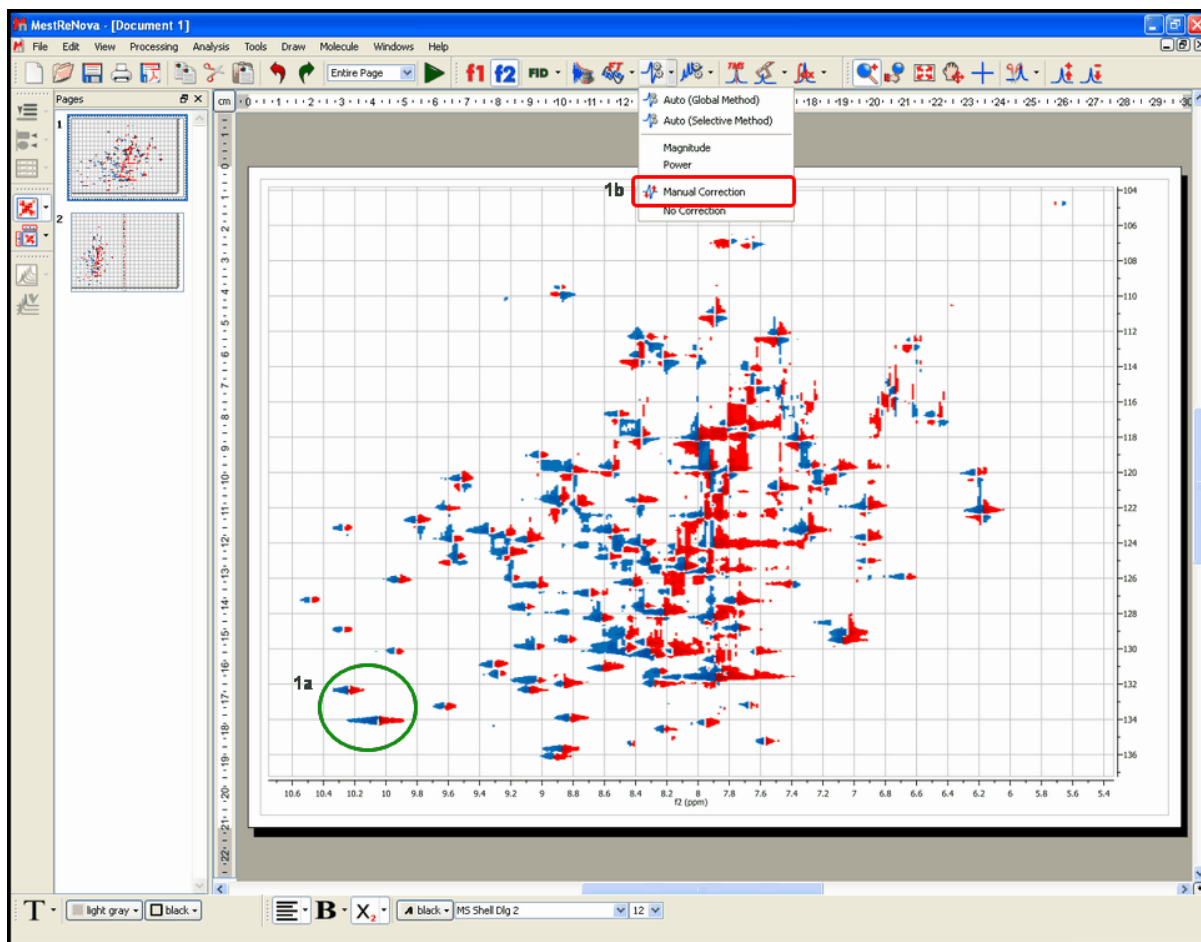 MestReNova - [Document 1]
File Edit View Processing Analysis Tools Draw Molecule Windows Help
Entire Page f1 f2 FID TMS
Pages
cm
1
2
Auto (Global Method)
Auto (Selective Method)
Magnitude
Power
1b Manual Correction
No Correction
104
106
108
110
112
114
116
118
120
122
124
126
128
130
1a
132
134
136
10.6 10.4 10.2 10 9.8 9.6 9.4 9.2 9 8.8 8.6 8.4 8.2 8 7.8 7.6 7.4 7.2 7 6.8 6.6 6.4 6.2 6 5.8 5.6 5.4
f2 (ppm)
T light gray black B X2 A black MS Shell Dlg 2 12